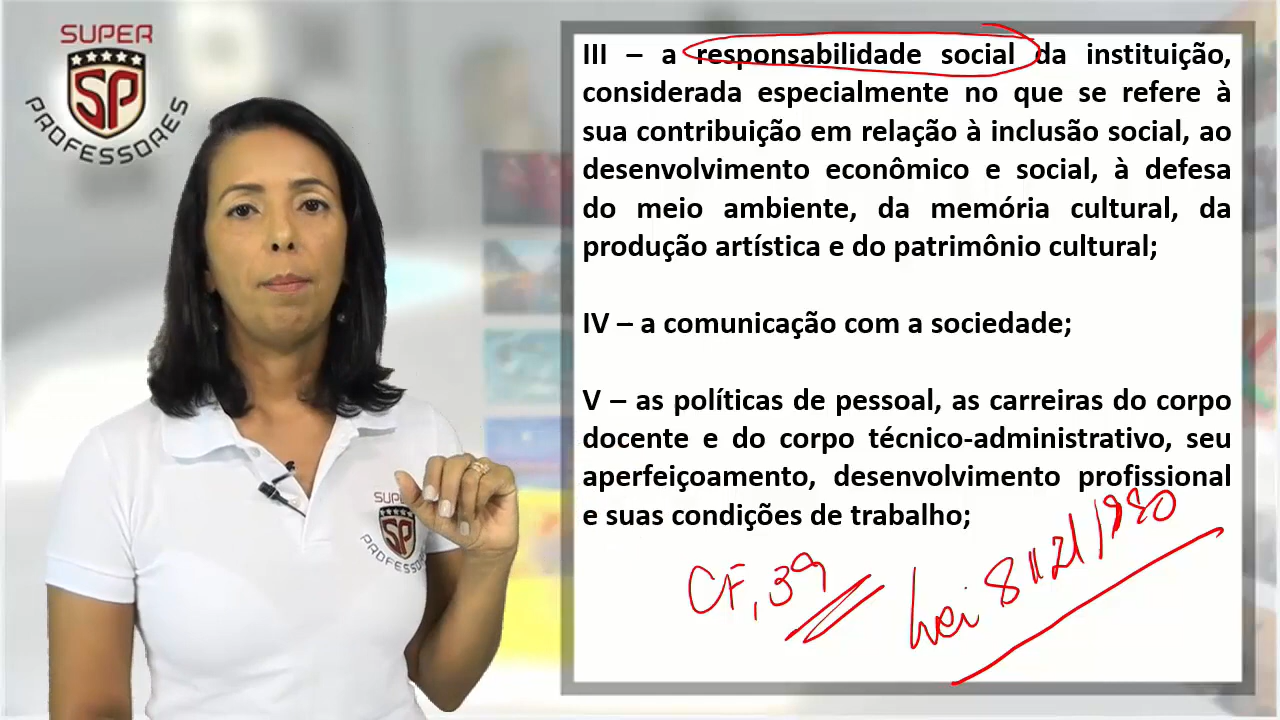 SUPER
SP
PROFESSORES
III – a responsabilidade social da instituição,
considerada especialmente no que se refere à
sua contribuição em relação à inclusão social, ao
desenvolvimento econômico e social, à defesa
do meio ambiente, da memória cultural, da
produção artística e do patrimônio cultural;
IV – a comunicação com a sociedade;
V – as políticas de pessoal, as carreiras do corpo
docente e do corpo técnico-administrativo, seu
aperfeiçoamento, desenvolvimento profissional
e suas condições de trabalho;
CF, 39
Lei 8112/1990
SUPER
SP
PROFESSORES